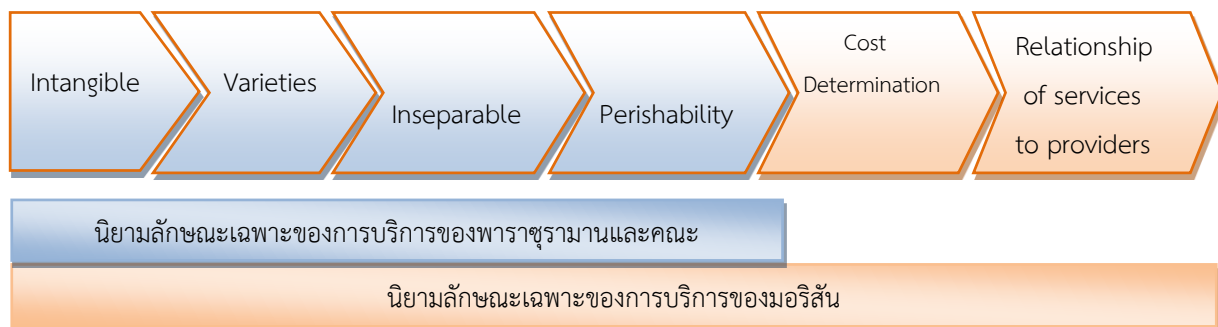 Intangible
Varieties
Inseparable
Perishability
Cost
Determination
Relationship
of services
to providers
นิยามลักษณะเฉพาะของการบริการของพาราซุรามานและคณะ
นิยามลักษณะเฉพาะของการบริการของมอริสัน